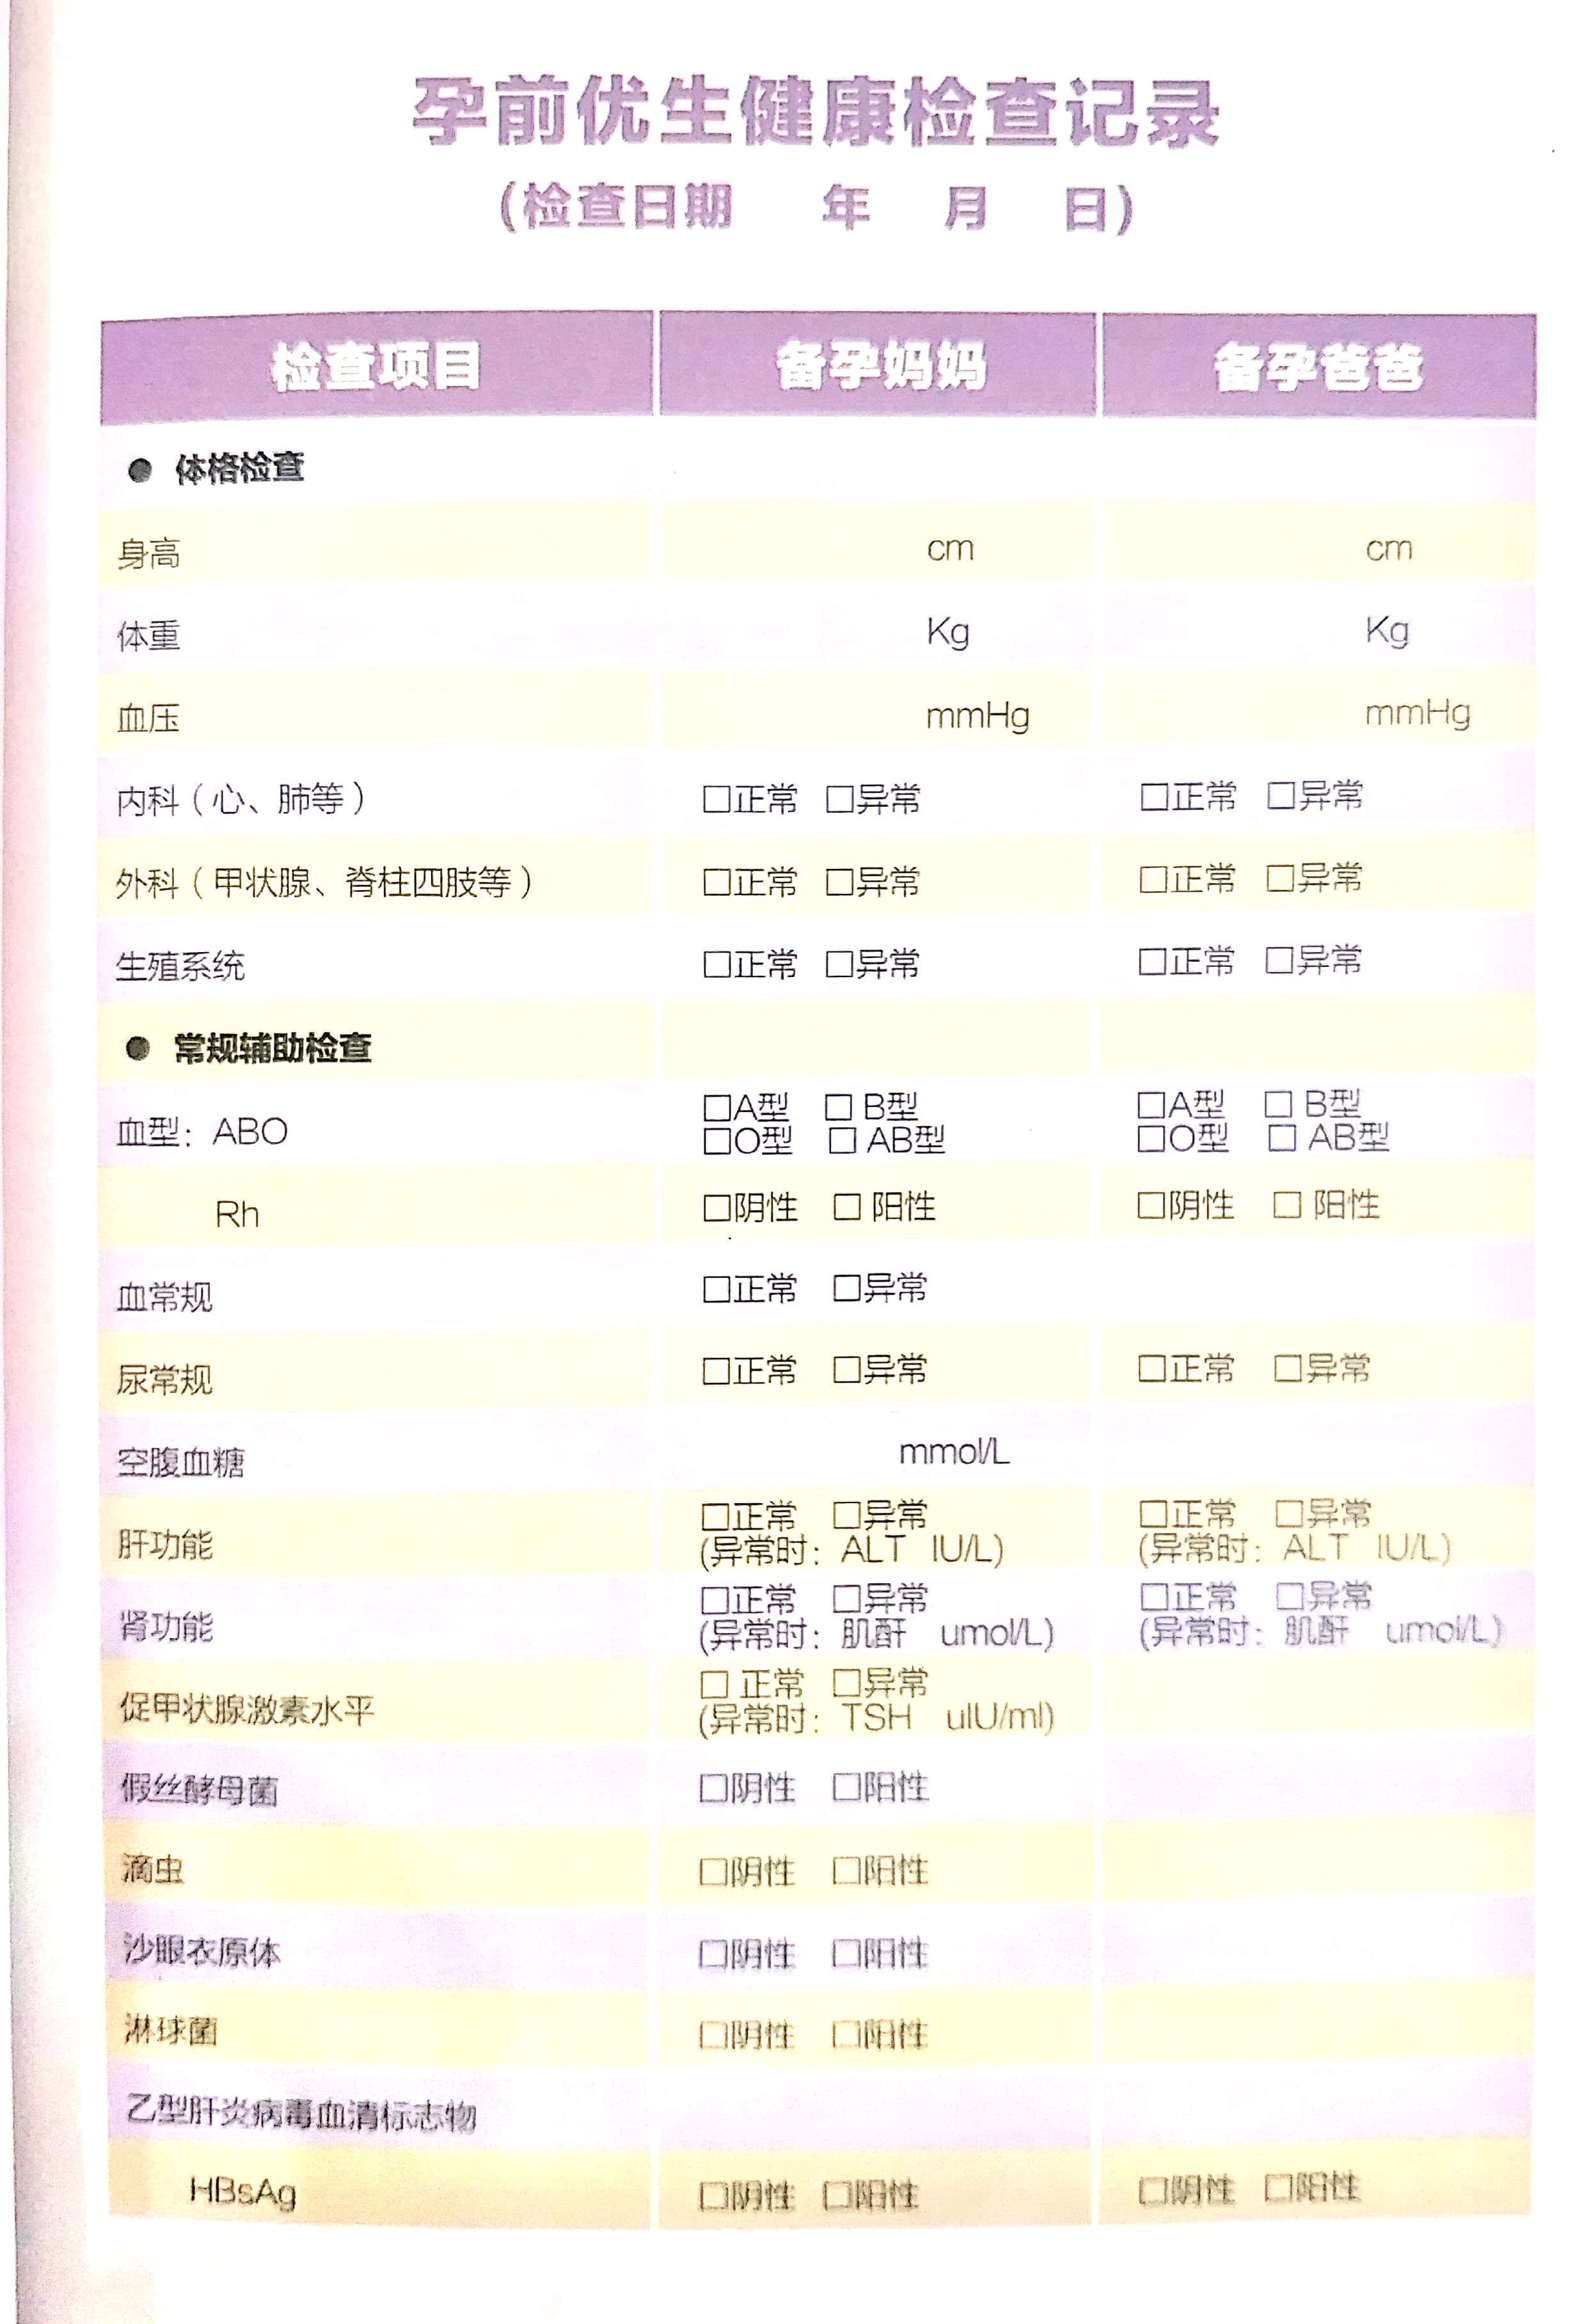 孕前优生健康检查记录
(检查日期 年 月 日)
检查项目 备孕妈妈 备孕爸爸
● 体格检查
身高 cm cm
体重 Kg Kg
血压 mmHg mmHg
内科（心、肺等） □正常 □异常 □正常 □异常
外科（甲状腺、脊柱四肢等） □正常 □异常 □正常 □异常
生殖系统 □正常 □异常 □正常 □异常
● 常规辅助检查
血型：ABO □A型 □ B型 □A型 □ B型
□O型 □ AB型 □O型 □ AB型
Rh □阴性 □ 阳性 □阴性 □ 阳性
血常规 □正常 □异常
尿常规 □正常 □异常 □正常 □异常
空腹血糖 mmol/L
肝功能 □正常 □异常 □正常 □异常
(异常时：ALT IU/L) (异常时：ALT IU/L)
肾功能 □正常 □异常 □正常 □异常
(异常时：肌酐 umol/L) (异常时：肌酐 umol/L)
促甲状腺激素水平 □ 正常 □异常
(异常时：TSH uIU/ml)
假丝酵母菌 □阴性 □阳性
滴虫 □阴性 □阳性
沙眼衣原体 □阴性 □阳性
淋球菌 □阴性 □阳性
乙型肝炎病毒血清标志物
HBsAg □阴性 □阳性 □阴性 □阳性